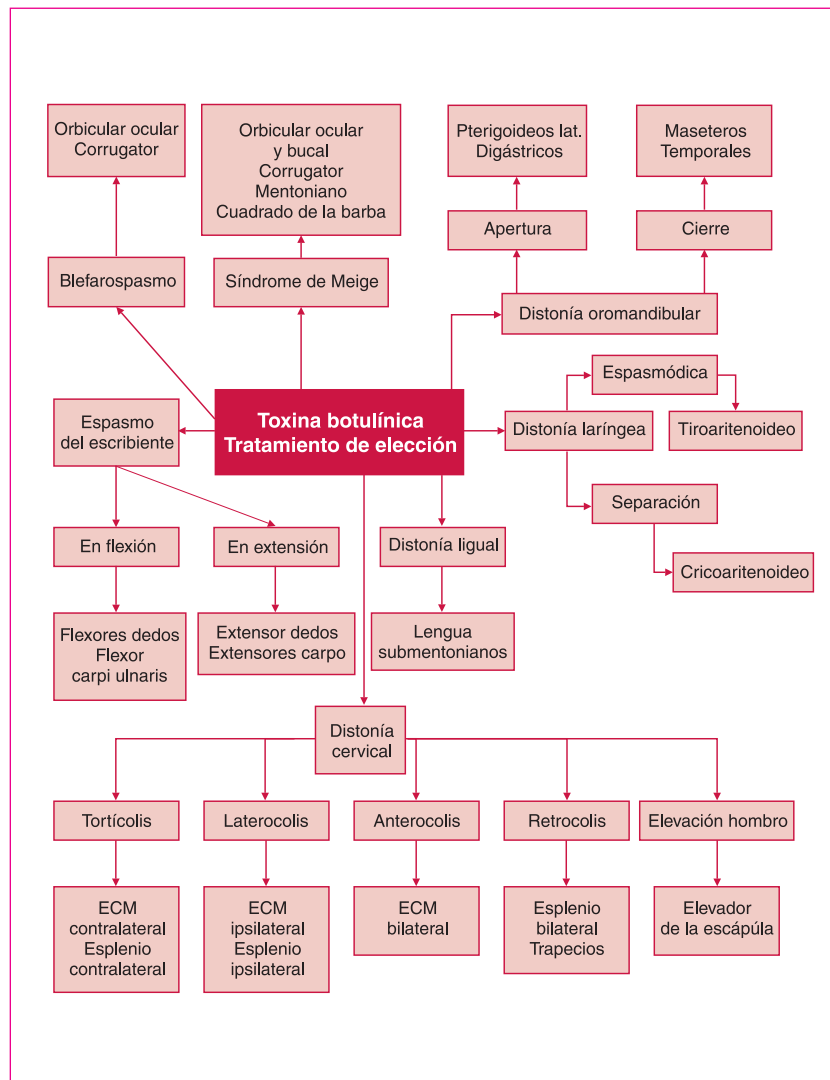 Orbicular ocular
Corrugator
Orbicular ocular
y bucal
Corrugator
Mentoniano
Cuadrado de la barba
Pterigoideos lat.
Digástricos
Maseteros
Temporales
Apertura
Cierre
Blefarospasmo
Síndrome de Meige
Distonía oromandibular
Espasmo
del escribiente
Toxina botulínica
Tratamiento de elección
Distonía laríngea
Espasmódica
Tiroaritenoideo
Separación
Cricoaritenoideo
En flexión
En extensión
Distonía ligual
Flexores dedos
Flexor
carpi ulnaris
Extensor dedos
Extensores carpo
Lengua
submentonianos
Distonía
cervical
Tortícolis
Laterocolis
Anterocolis
Retrocolis
Elevación hombro
ECM
contralateral
Esplenio
contralateral
ECM
ipsilateral
Esplenio
ipsilateral
ECM
bilateral
Esplenio
bilateral
Trapecios
Elevador
de la escápúla